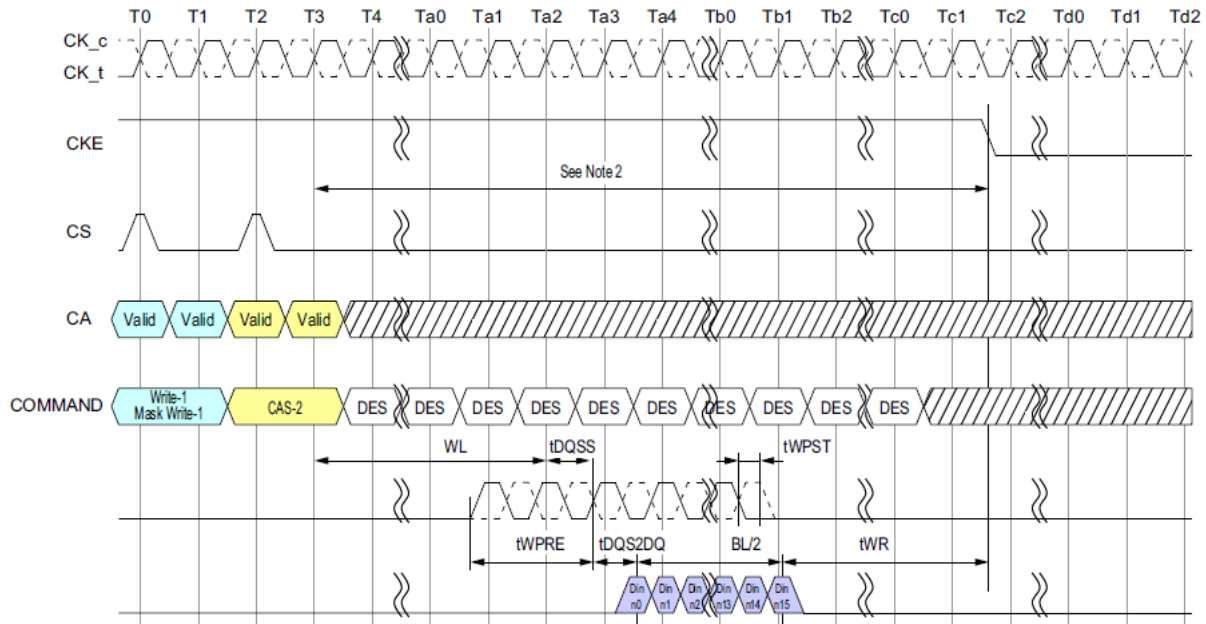 T0 T1 T2 T3 T4 Ta0 Ta1 Ta2 Ta3 Ta4 Tb0 Tb1 Tb2 Tc0 Tc1 Tc2 Td0 Td1 Td2
CK_c
CK_t
CKE
See Note 2
CS
CA Valid Valid Valid Valid
COMMAND Write-1 Mask Write-1 CAS-2 DES DES DES DES DES DES DES DES DES DES
WL tDQSS tWPST
tWPRE tDQS2DQ BL/2 tWR
Din n0 Din n1 Din n2 Din n13 Din n14 Din n15